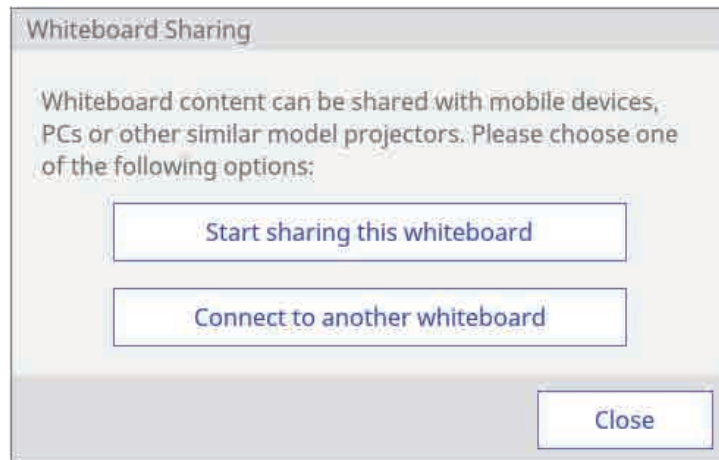 Whiteboard Sharing
Whiteboard content can be shared with mobile devices,
PCs or other similar model projectors. Please choose one
of the following options:
Start sharing this whiteboard
Connect to another whiteboard
Close